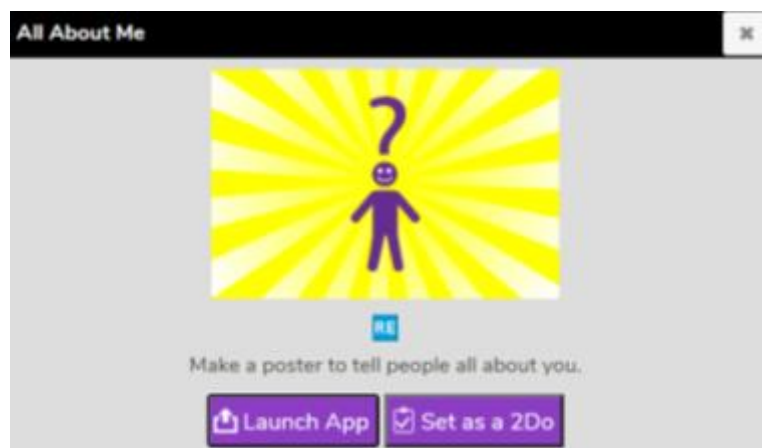 All About Me
?
RE
Make a poster to tell people all about you.
Launch App
Set as a 2Do